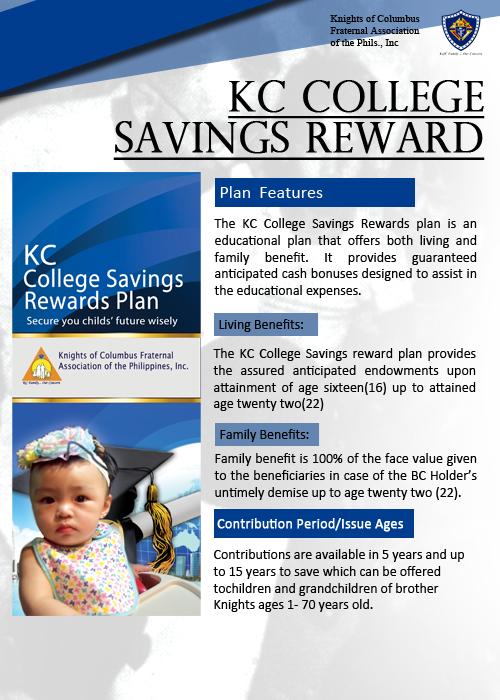 Knights of Columbus
Fraternal Association
of the Phils., Inc
KC COLLEGE
SAVINGS REWARD
KC
College Savings
Rewards Plan
Secure you childs' future wisely
Knights of Columbus Fraternal
Association of the Philippines, Inc.
Plan Features
The KC College Savings Rewards plan is an
educational plan that offers both living and
family benefit. It provides guaranteed
anticipated cash bonuses designed to assist in
the educational expenses.
Living Benefits:
The KC College Savings reward plan provides
the assured anticipated endowments upon
attainment of age sixteen(16) up to attained
age twenty two(22)
Family Benefits:
Family benefit is 100% of the face value given
to the beneficiaries in case of the BC Holder's
untimely demise up to age twenty two (22).
Contribution Period/Issue Ages
Contributions are available in 5 years and up
to 15 years to save which can be offered
tochildren and grandchildren of brother
Knights ages 1- 70 years old.